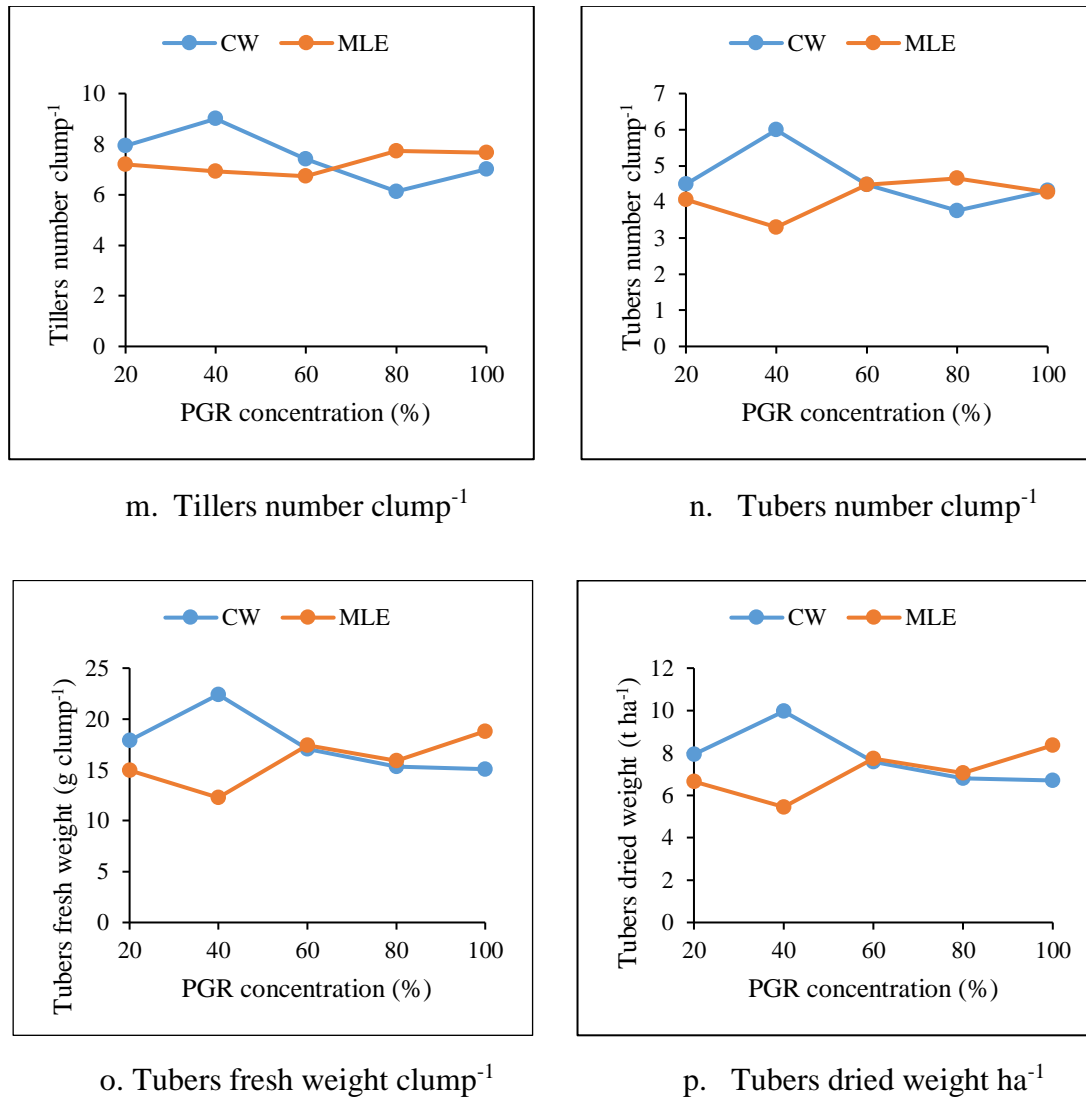 CW MLE
Tillers number clump⁻¹
10
8
6
4
2
0
20 40 60 80 100
PGR concentration (%)
m. Tillers number clump⁻¹
CW MLE
Tubers number clump⁻¹
7
6
5
4
3
2
1
0
20 40 60 80 100
PGR concentration (%)
n. Tubers number clump⁻¹
CW MLE
Tubers fresh weight (g clump⁻¹)
25
20
15
10
5
0
20 40 60 80 100
PGR concentration (%)
o. Tubers fresh weight clump⁻¹
CW MLE
Tubers dried weight (t ha⁻¹)
12
10
8
6
4
2
0
20 40 60 80 100
PGR concentration (%)
p. Tubers dried weight ha⁻¹